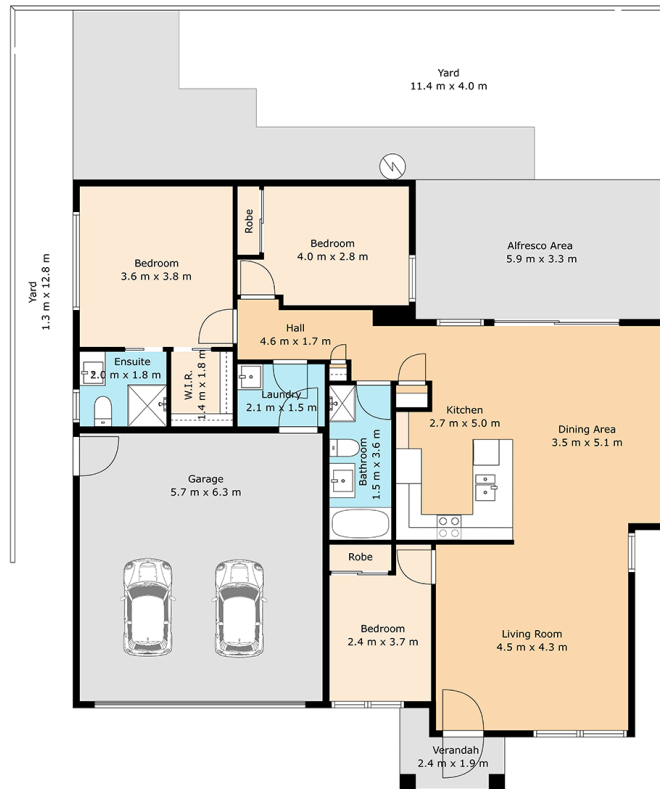 Yard
11.4 m x 4.0 m
Yard
1.3 m x 12.8 m
Bedroom
3.6 m x 3.8 m
Robe
Bedroom
4.0 m x 2.8 m
Alfresco Area
5.9 m x 3.3 m
Hall
4.6 m x 1.7 m
Ensuite
2.0 m x 1.8 m
W.I.R.
1.4 m x 1.8 m
Laundry
2.1 m x 1.5 m
Kitchen
2.7 m x 5.0 m
Dining Area
3.5 m x 5.1 m
Bathroom
1.5 m x 3.6 m
Garage
5.7 m x 6.3 m
Robe
Bedroom
2.4 m x 3.7 m
Living Room
4.5 m x 4.3 m
Verandah
2.4 m x 1.9 m